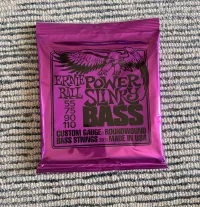 ERNIE BALL
POWER
SLINKY
BASS
55
75
90
110
CUSTOM GAUGE · ROUNDWOUND
BASS STRINGS
MADE IN USA